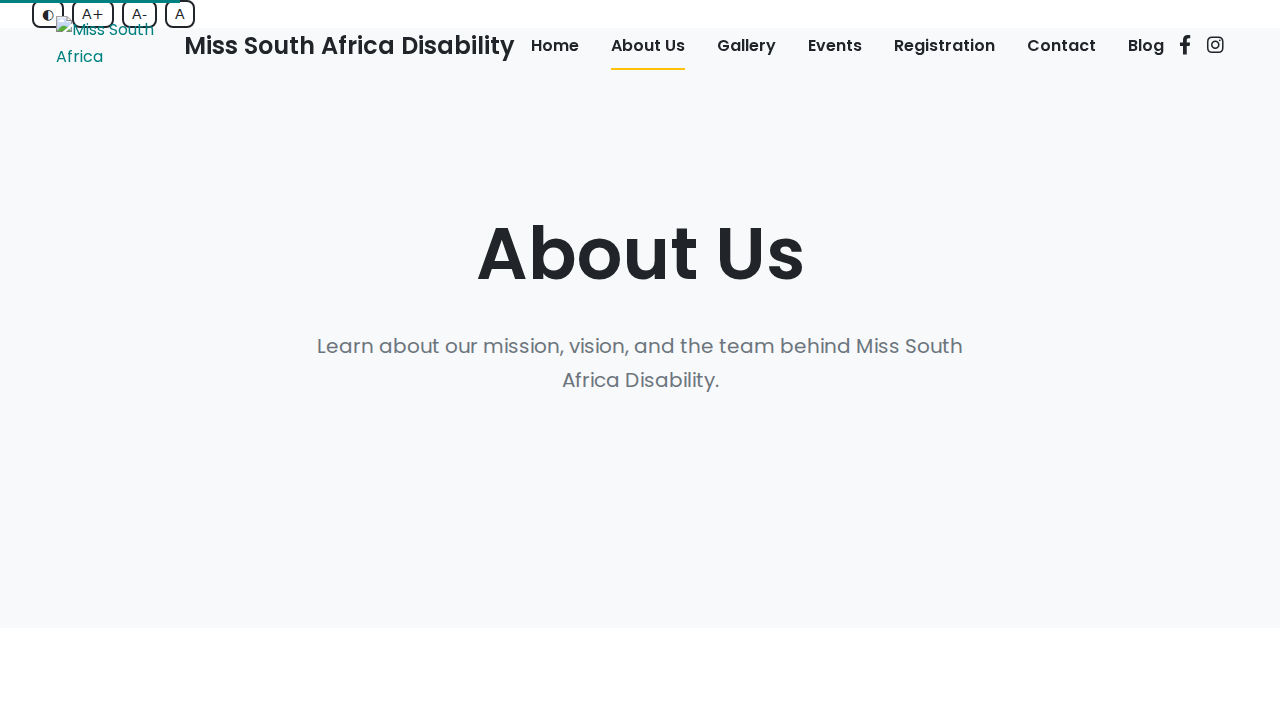 ◐ A+ A- A
Miss South
Africa
Miss South Africa Disability
Home
About Us
Gallery
Events
Registration
Contact
Blog
About Us
Learn about our mission, vision, and the team behind Miss South
Africa Disability.